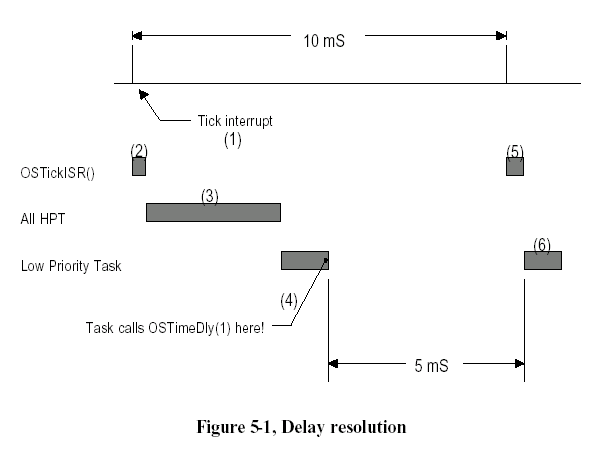 10 mS
Tick interrupt
(1)
(2)
(5)
OSTickISR()
(3)
All HPT
(6)
Low Priority Task
(4)
Task calls OSTimeDly(1) here!
5 mS
Figure 5-1, Delay resolution